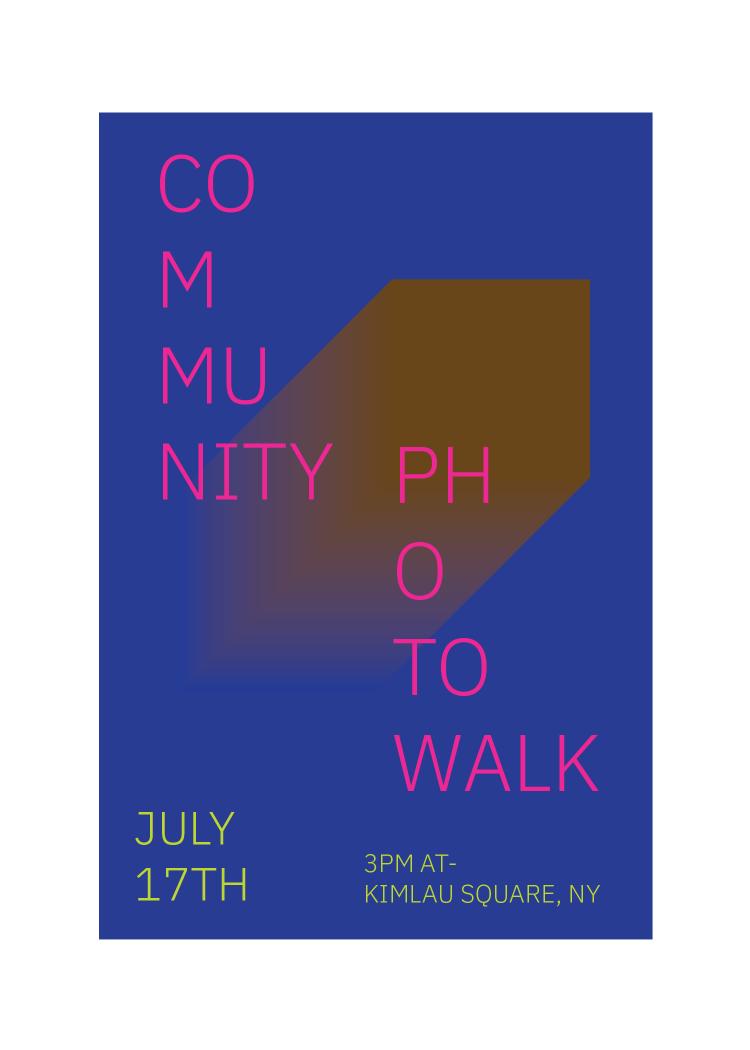 CO
M
MU
NITY
PH
O
TO
WALK
JULY
17TH
3PM AT-
KIMLAU SQUARE, NY